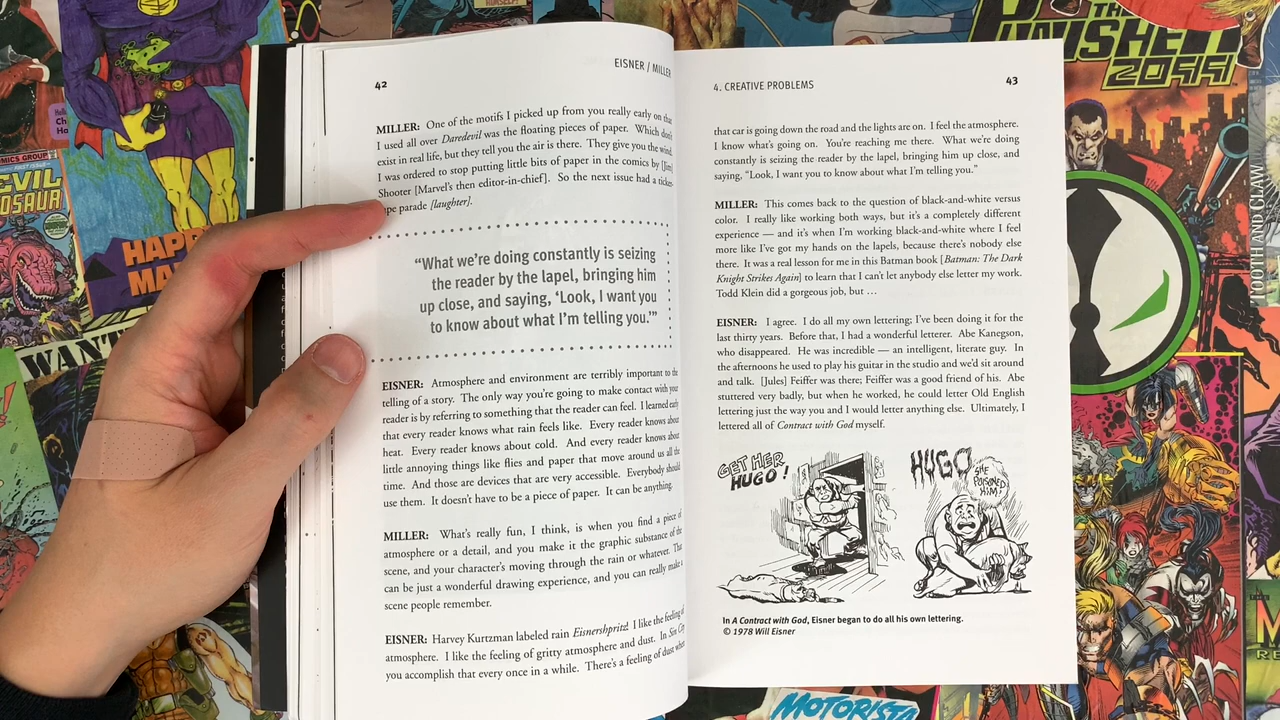 42
EISNER / MILLER
MILLER: One of the motifs I picked up from you really early on that
I used all over Daredevil was the floating pieces of paper. Which don't
exist in real life, but they tell you the air is there. They give you the wind.
I was ordered to stop putting little bits of paper in the comics by [Jim]
Shooter [Marvel's then editor-in-chief]. So the next issue had a ticker-
parade [laughter].
“What we’re doing constantly is seizing
the reader by the lapel, bringing him
up close, and saying, ‘Look, I want you
to know about what I’m telling you.’”
EISNER: Atmosphere and environment are terribly important to the
telling of a story. The only way you're going to make contact with your
reader is by referring to something that the reader can feel. I learned early
that every reader knows what rain feels like. Every reader knows about
heat. Every reader knows about cold. And every reader knows about
little annoying things like flies and paper that move around us all the
time. And those are devices that are very accessible. Everybody should
use them. It doesn't have to be a piece of paper. It can be anything.
MILLER: What's really fun, I think, is when you find a piece of
atmosphere or a detail, and you make it the graphic substance of the
scene, and your character's moving through the rain or whatever. That
can be just a wonderful drawing experience, and you can really make a
scene people remember.
EISNER: Harvey Kurtzman labeled rain Eisnershpritz! I like the feeling of
atmosphere. I like the feeling of gritty atmosphere and dust. In Sin City
you accomplish that every once in a while. There's a feeling of dust when
4. CREATIVE PROBLEMS
43
that car is going down the road and the lights are on. I feel the atmosphere.
I know what's going on. You're reaching me there. What we're doing
constantly is seizing the reader by the lapel, bringing him up close, and
saying, “Look, I want you to know about what I'm telling you.”
MILLER: This comes back to the question of black-and-white versus
color. I really like working both ways, but it's a completely different
experience — and it's when I'm working black-and-white where I feel
more like I've got my hands on the lapels, because there's nobody else
there. It was a real lesson for me in this Batman book [Batman: The Dark
Knight Strikes Again] to learn that I can't let anybody else letter my work.
Todd Klein did a gorgeous job, but …
EISNER: I agree. I do all my own lettering; I've been doing it for the
last thirty years. Before that, I had a wonderful letterer. Abe Kanegson,
who disappeared. He was incredible — an intelligent, literate guy. In
the afternoons he used to play his guitar in the studio and we'd sit around
and talk. [Jules] Feiffer was there; Feiffer was a good friend of his. Abe
stuttered very badly, but when he worked, he could letter Old English
lettering just the way you and I would letter anything else. Ultimately, I
lettered all of Contract with God myself.
GET HER
HUGO!
HUGO
SHE
POISONED
HIM!
In A Contract with God, Eisner began to do all his own lettering.
© 1978 Will Eisner
THE
PUNISHER
2099
TOOTH AND CLAW
COMICS GROUP
EVIL
WANT
MOTORISTA